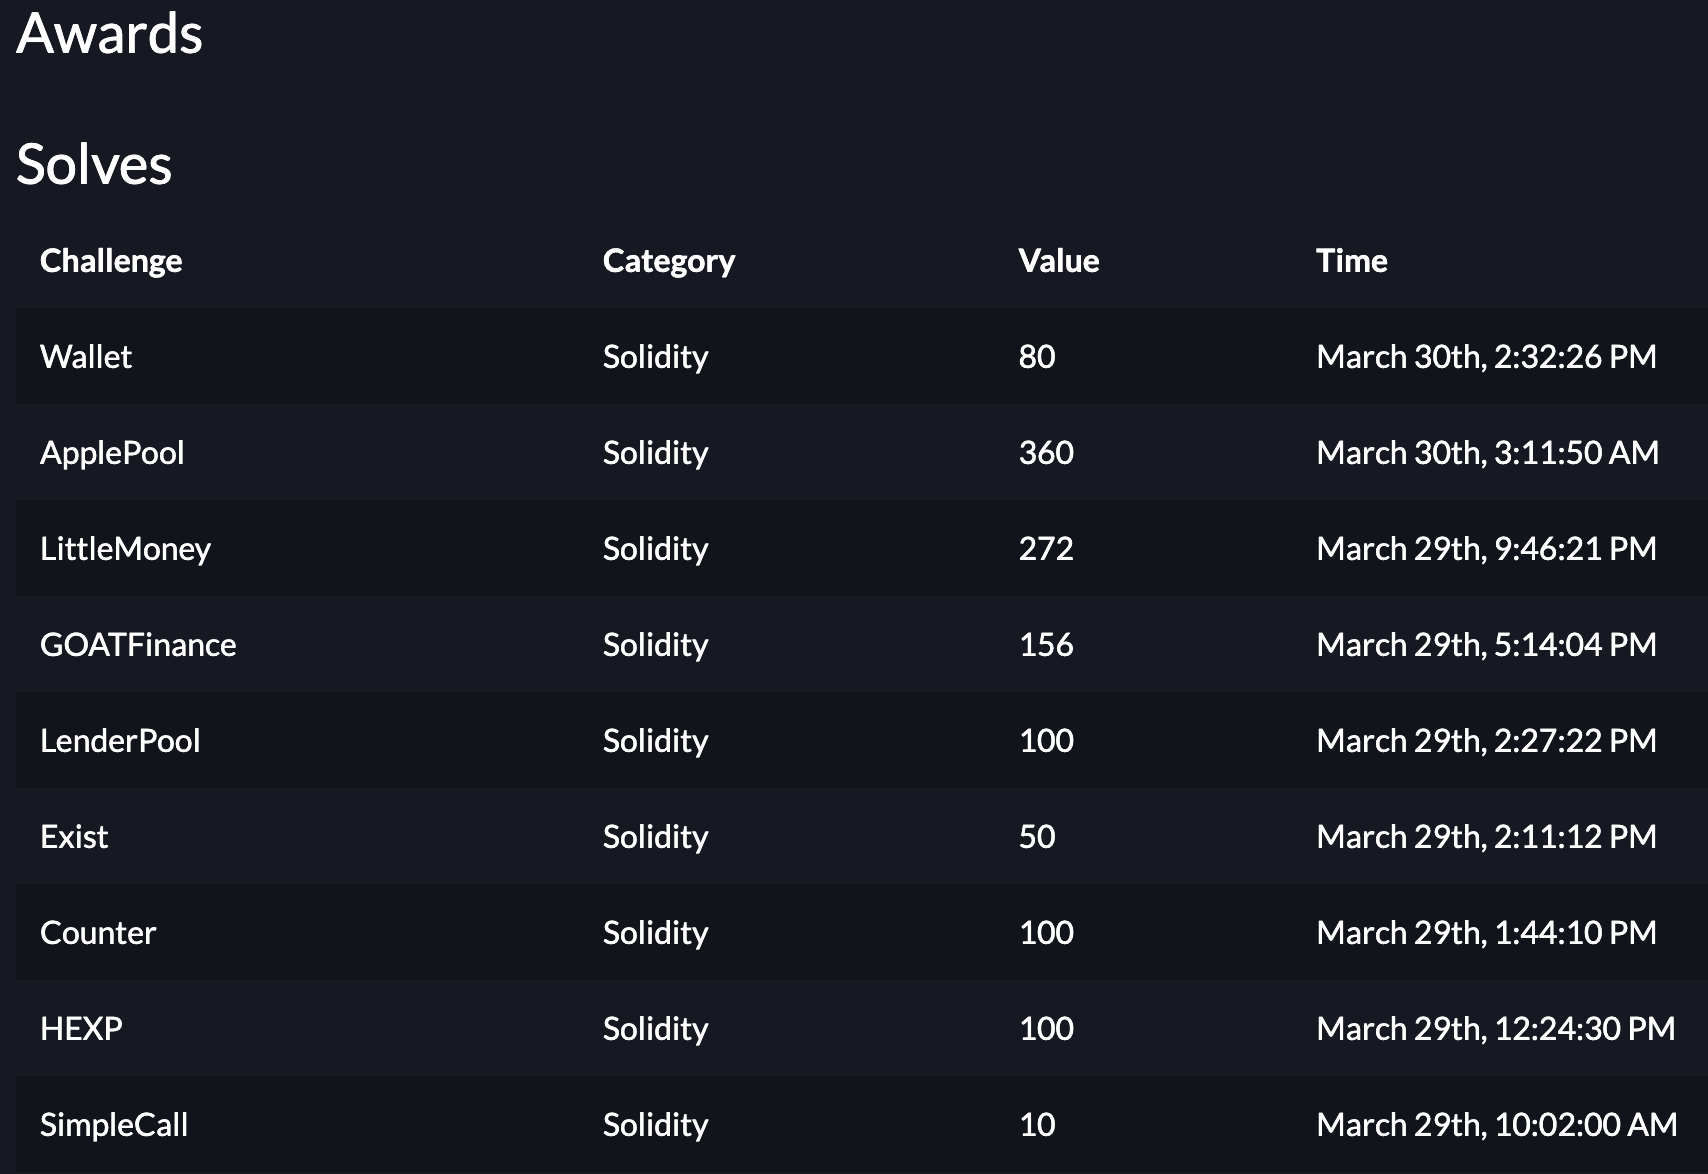 Awards
Solves
Challenge Category Value Time
Wallet Solidity 80 March 30th, 2:32:26 PM
ApplePool Solidity 360 March 30th, 3:11:50 AM
LittleMoney Solidity 272 March 29th, 9:46:21 PM
GOATFinance Solidity 156 March 29th, 5:14:04 PM
LenderPool Solidity 100 March 29th, 2:27:22 PM
Exist Solidity 50 March 29th, 2:11:12 PM
Counter Solidity 100 March 29th, 1:44:10 PM
HEXP Solidity 100 March 29th, 12:24:30 PM
SimpleCall Solidity 10 March 29th, 10:02:00 AM